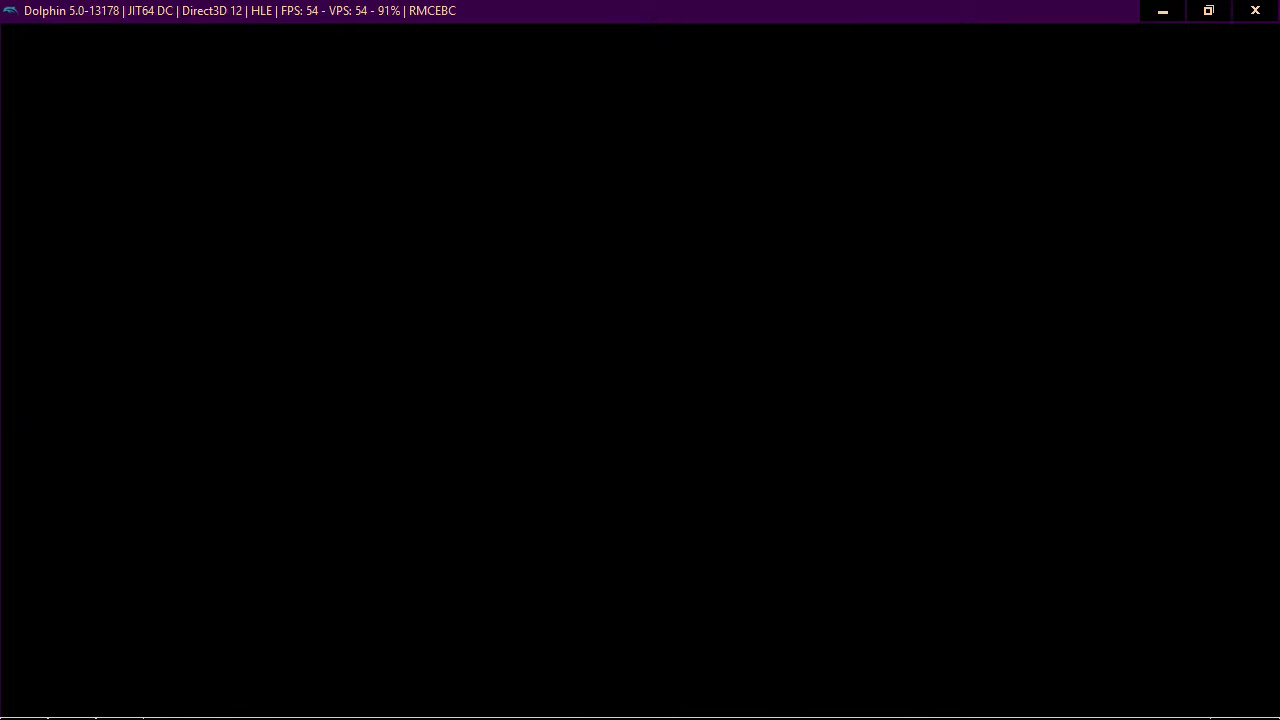 Dolphin 5.0-13178 | JIT64 DC | Direct3D 12 | HLE | FPS: 54 - VPS: 54 - 91% | RMCEBC